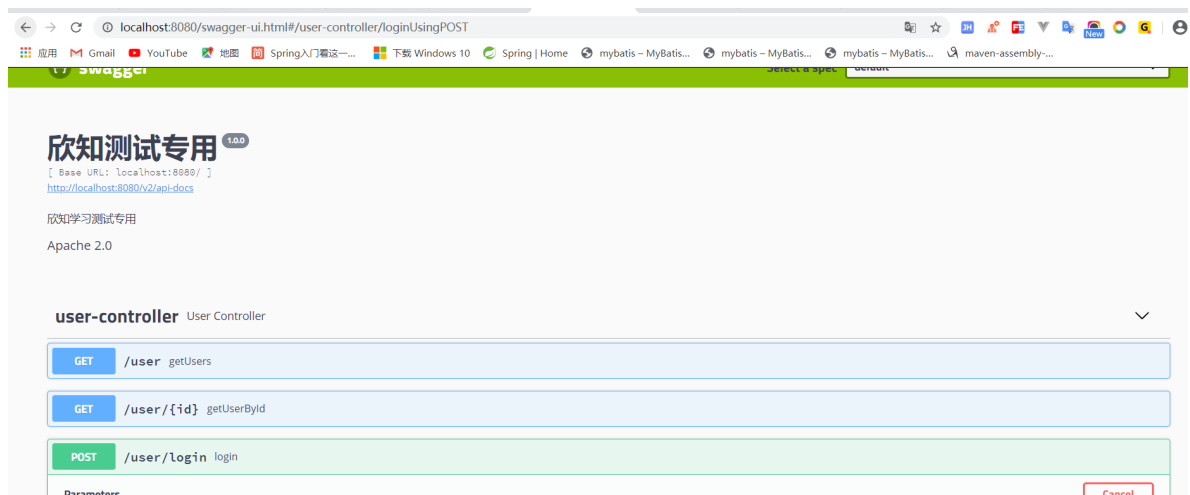 localhost:8080/swagger-ui.html#/user-controller/loginUsingPOST
New
应用 Gmail YouTube 地图 简 Spring入门看这一... 下载 Windows 10 Spring | Home mybatis – MyBatis... mybatis – MyBatis... mybatis – MyBatis... maven-assembly-...
swagger Select a spec default
欣知测试专用 1.0.0
[ Base URL: localhost:8080/ ]
http://localhost:8080/v2/api-docs
欣知学习测试专用
Apache 2.0
user-controller User Controller
GET /user getUsers
GET /user/{id} getUserById
POST /user/login login
Parameters Cancel